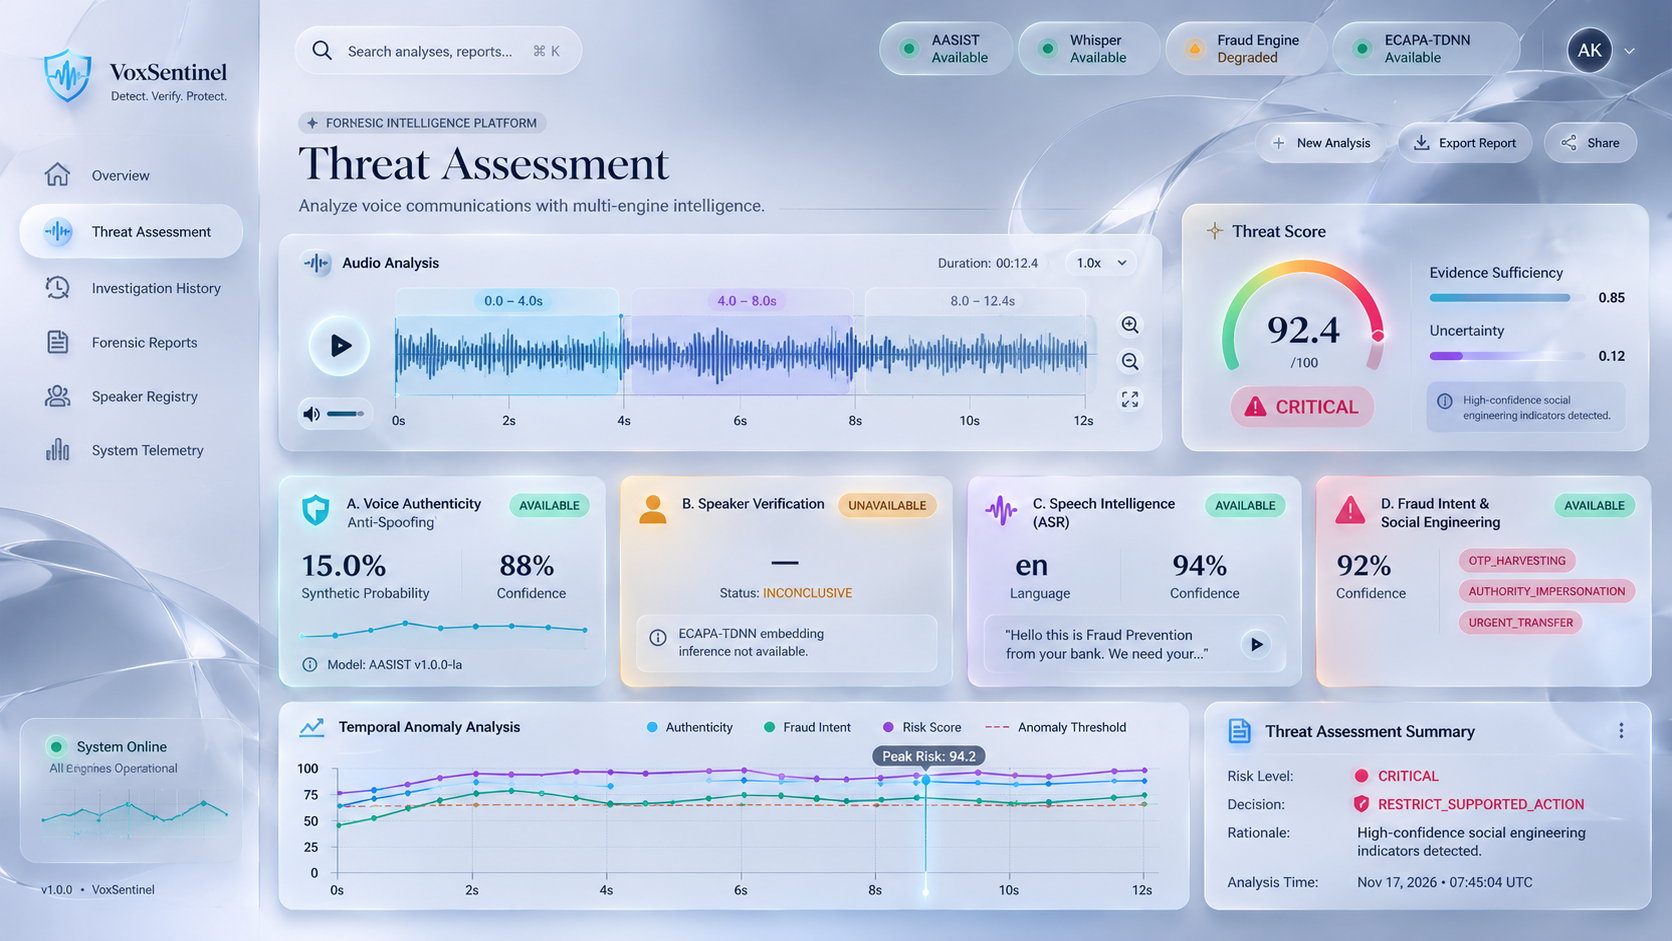 VoxSentinel
Detect. Verify. Protect.
Overview
Threat Assessment
Investigation History
Forensic Reports
Speaker Registry
System Telemetry
System Online
All Engines Operational
v1.0.0 • VoxSentinel
Search analyses, reports... ⌘ K
AASIST
Available
Whisper
Available
Fraud Engine
Degraded
ECAPA-TDNN
Available
AK
FORNESIC INTELLIGENCE PLATFORM
Threat Assessment
Analyze voice communications with multi-engine intelligence.
New Analysis
Export Report
Share
Audio Analysis
Duration: 00:12.4
1.0x
0.0 – 4.0s
4.0 – 8.0s
8.0 – 12.4s
0s 2s 4s 6s 8s 10s 12s
Threat Score
92.4
/100
CRITICAL
Evidence Sufficiency
0.85
Uncertainty
0.12
High-confidence social
engineering indicators detected.
A. Voice Authenticity
Anti-Spoofing
AVAILABLE
15.0%
Synthetic Probability
88%
Confidence
Model: AASIST v1.0.0-la
B. Speaker Verification
UNAVAILABLE
—
Status: INCONCLUSIVE
ECAPA-TDNN embedding
inference not available.
C. Speech Intelligence
(ASR)
AVAILABLE
en
Language
94%
Confidence
"Hello this is Fraud Prevention
from your bank. We need your..."
D. Fraud Intent &
Social Engineering
AVAILABLE
92%
Confidence
OTP_HARVESTING
AUTHORITY_IMPERSONATION
URGENT_TRANSFER
Temporal Anomaly Analysis
Authenticity
Fraud Intent
Risk Score
Anomaly Threshold
Peak Risk: 94.2
100
75
50
25
0
0s 2s 4s 6s 8s 10s 12s
Threat Assessment Summary
Risk Level: CRITICAL
Decision: RESTRICT_SUPPORTED_ACTION
Rationale: High-confidence social engineering
indicators detected.
Analysis Time: Nov 17, 2026 • 07:45:04 UTC